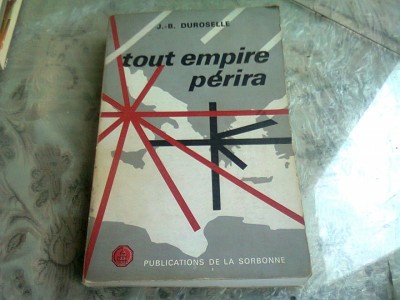 J.-B. DUROSELLE
tout empire
périra
PUBLICATIONS DE LA SORBONNE